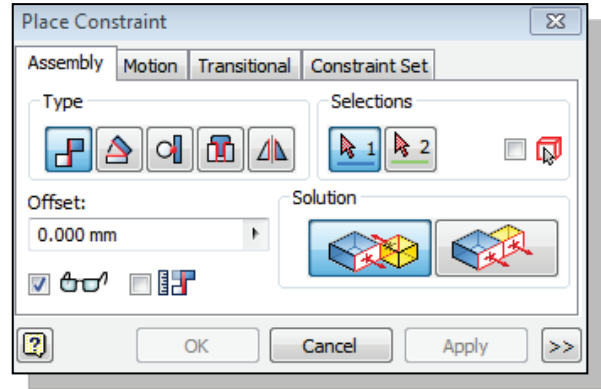 Place Constraint
Assembly Motion Transitional Constraint Set
Type Selections
1 2
Offset: Solution
0.000 mm
? OK Cancel Apply >>